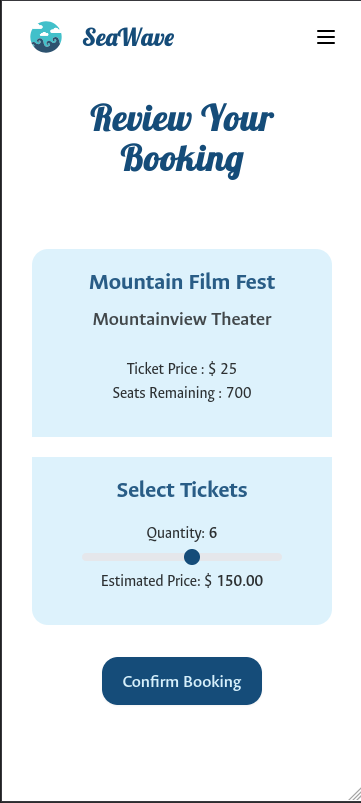 SeaWave
Review Your
Booking
Mountain Film Fest
Mountainview Theater
Ticket Price : $ 25
Seats Remaining : 700
Select Tickets
Quantity: 6
Estimated Price: $ 150.00
Confirm Booking